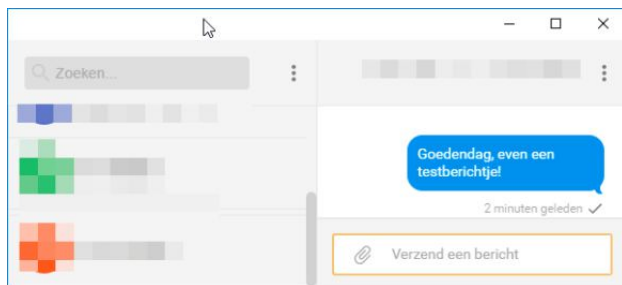 Zoeken...
Goedendag, even een
testberichtje!
2 minuten geleden
Verzend een bericht